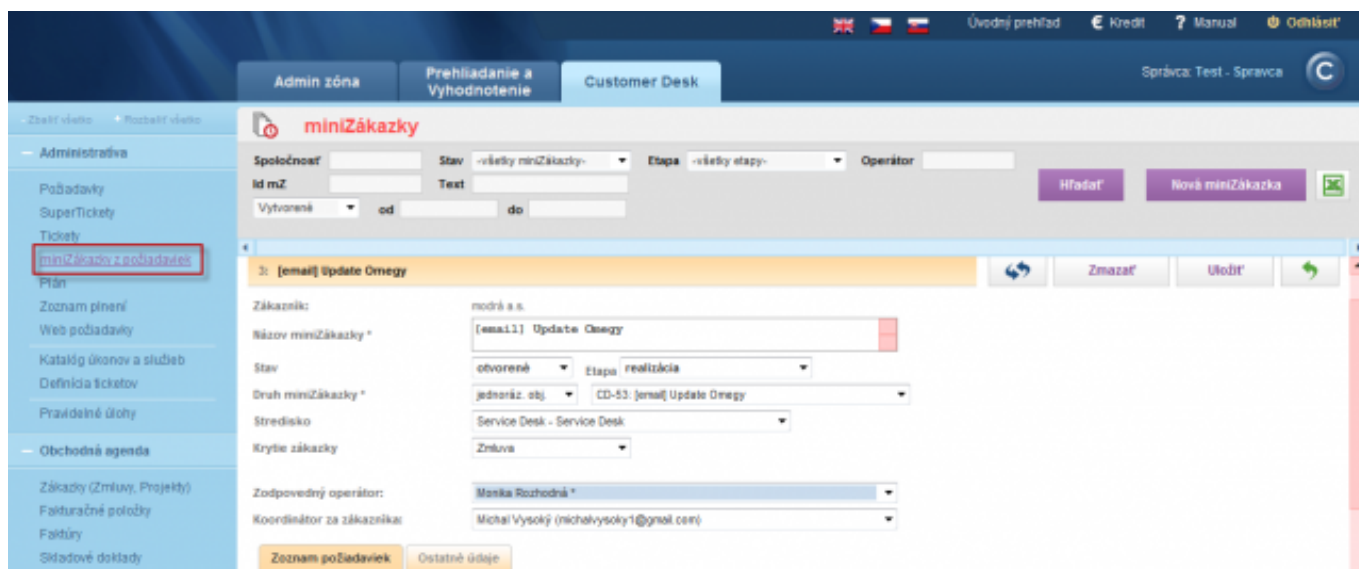 Úvodný prehľad € Kredit ? Manual Odhlásiť
Admin zóna
Prehliadanie a
Vyhodnotenie
Customer Desk
Správca: Test - Spravca
- Zbaliť všetko + Rozbaliť všetko
Administratíva
Požiadavky
SuperTickety
Tickety
miniZákazky z požiadaviek
Plán
Zoznam plnení
Web požiadavky
Katalóg úkonov a služieb
Definícia ticketov
Pravidelné úlohy
Obchodná agenda
Zákazky (Zmluvy, Projekty)
Fakturačné položky
Faktúry
Skladové doklady
miniZákazky
Spoločnosť Stav -všetky miniZákazky- Etapa -všetky etapy- Operátor
Id mZ Text Hľadať Nová miniZákazka
Vytvorené od do
3: [email] Update Omegy Zmazať Uložiť
Zákazník: modrá a.s.
Názov miniZákazky * [email] Update Omegy
Stav otvorené Etapa realizácia
Druh miniZákazky * jednoráz. obj. CD-53: [email] Update Omegy
Stredisko Service Desk - Service Desk
Krytie zákazky Zmluva
Zodpovedný operátor: Monika Rozhodná *
Koordinátor za zákazníka: Michal Vysoký (michalvysoky1@gmail.com)
Zoznam požiadaviek Ostatné údaje